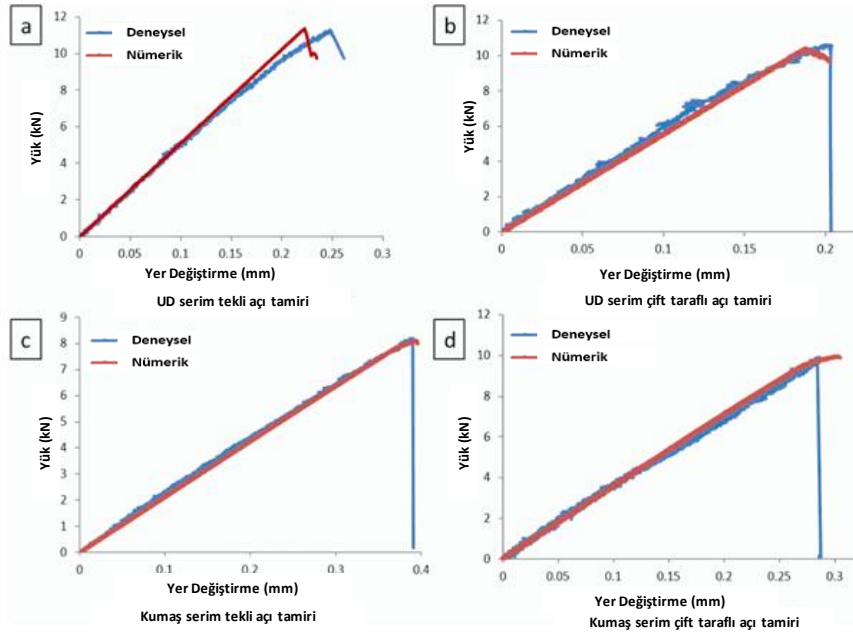 a
12
10
8
6
4
2
0
Yük (kN)
Deneysel
Nümerik
0
0.1
0.2
0.3
Yer Değiştirme (mm)
UD serim tekli açı tamiri
b
12
10
8
6
4
2
0
Yük (kN)
Deneysel
Nümerik
0
0.05
0.1
0.15
0.2
Yer Değiştirme (mm)
UD serim çift taraflı açı tamiri
c
9
8
7
6
5
4
3
2
1
0
Yük (kN)
Deneysel
Nümerik
0
0.1
0.2
0.3
0.4
Yer Değiştirme (mm)
Kumaş serim tekli açı tamiri
d
12
10
8
6
4
2
0
Yük (kN)
Deneysel
Nümerik
0
0.05
0.1
0.15
0.2
0.25
0.3
Yer Değiştirme (mm)
Kumaş serim çift taraflı açı tamiri